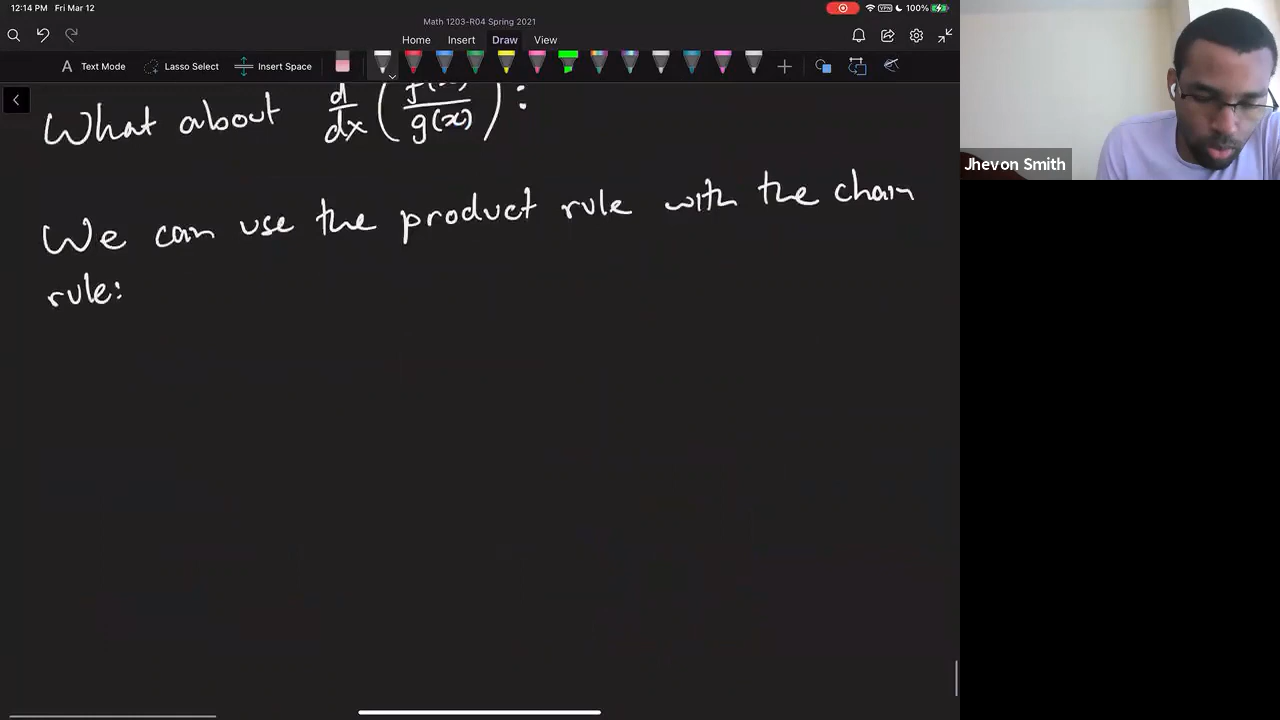 12:14 PM Fri Mar 12
100%
Math 1203-R04 Spring 2021
Home Insert Draw View
Text Mode Lasso Select Insert Space
What about d/dx (f(x)/g(x)):
We can use the product rule with the chain
rule:
Jhevon Smith